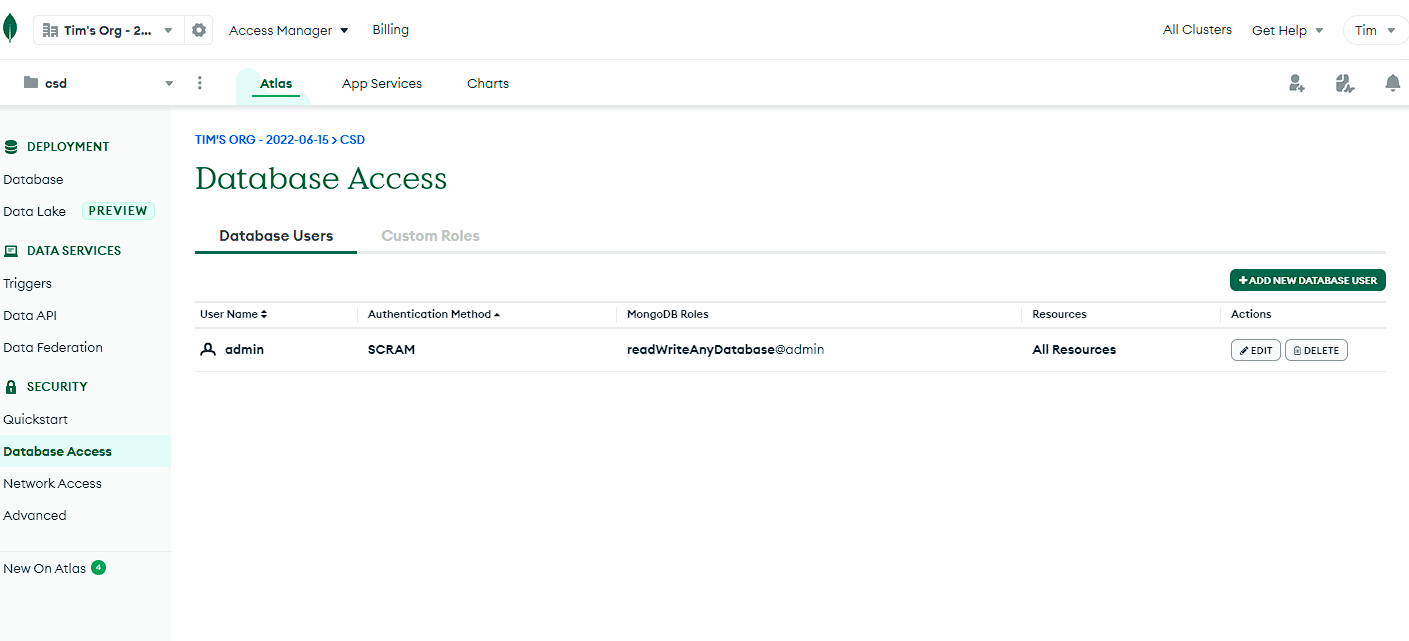 Tim's Org - 2... Access Manager Billing All Clusters Get Help Tim
csd Atlas App Services Charts
DEPLOYMENT
Database
Data Lake PREVIEW
DATA SERVICES
Triggers
Data API
Data Federation
SECURITY
Quickstart
Database Access
Network Access
Advanced
New On Atlas 4
TIM'S ORG - 2022-06-15 > CSD
Database Access
Database Users Custom Roles
+ ADD NEW DATABASE USER
User Name Authentication Method MongoDB Roles Resources Actions
admin SCRAM readWriteAnyDatabase@admin All Resources EDIT DELETE